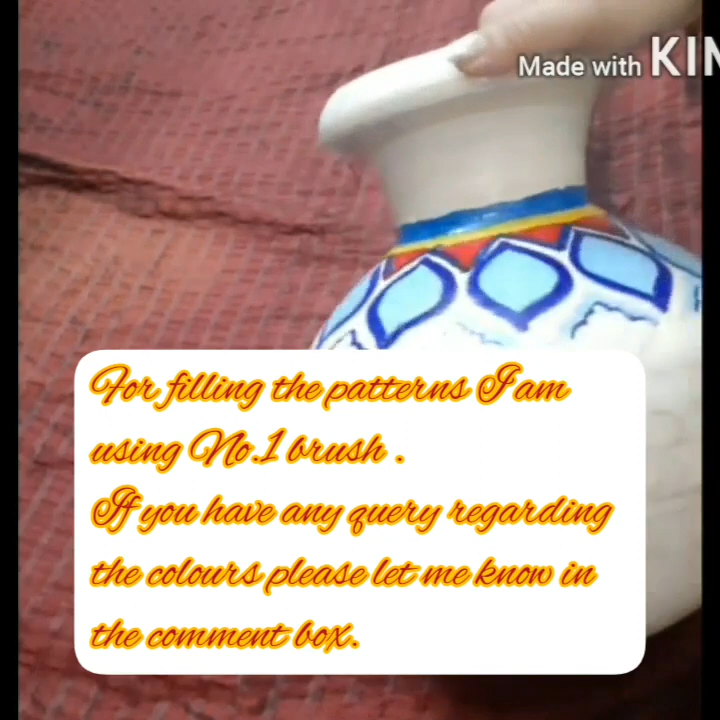 Made with KIN
For filling the patterns I am
using No.1 brush .
If you have any query regarding
the colours please let me know in
the comment box.